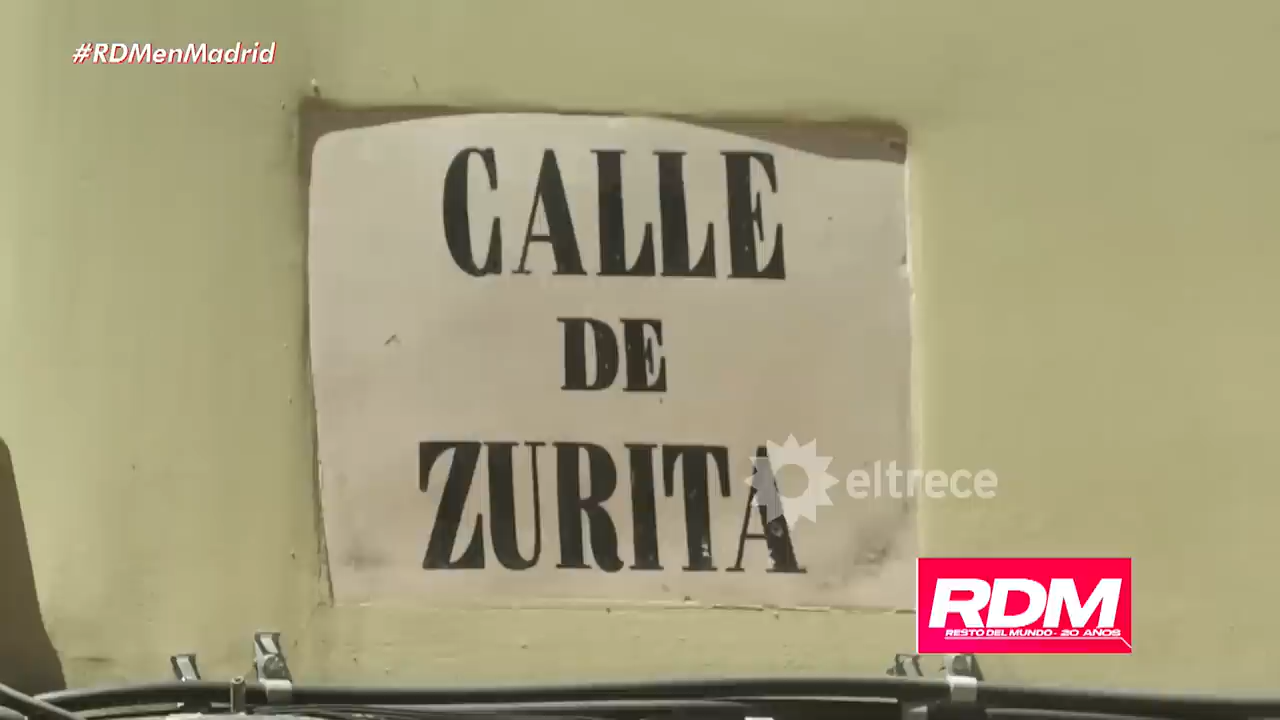 #RDMenMadrid
CALLE
DE
ZURITA
eltrece
RDM
RESTO DEL MUNDO - 20 AÑOS